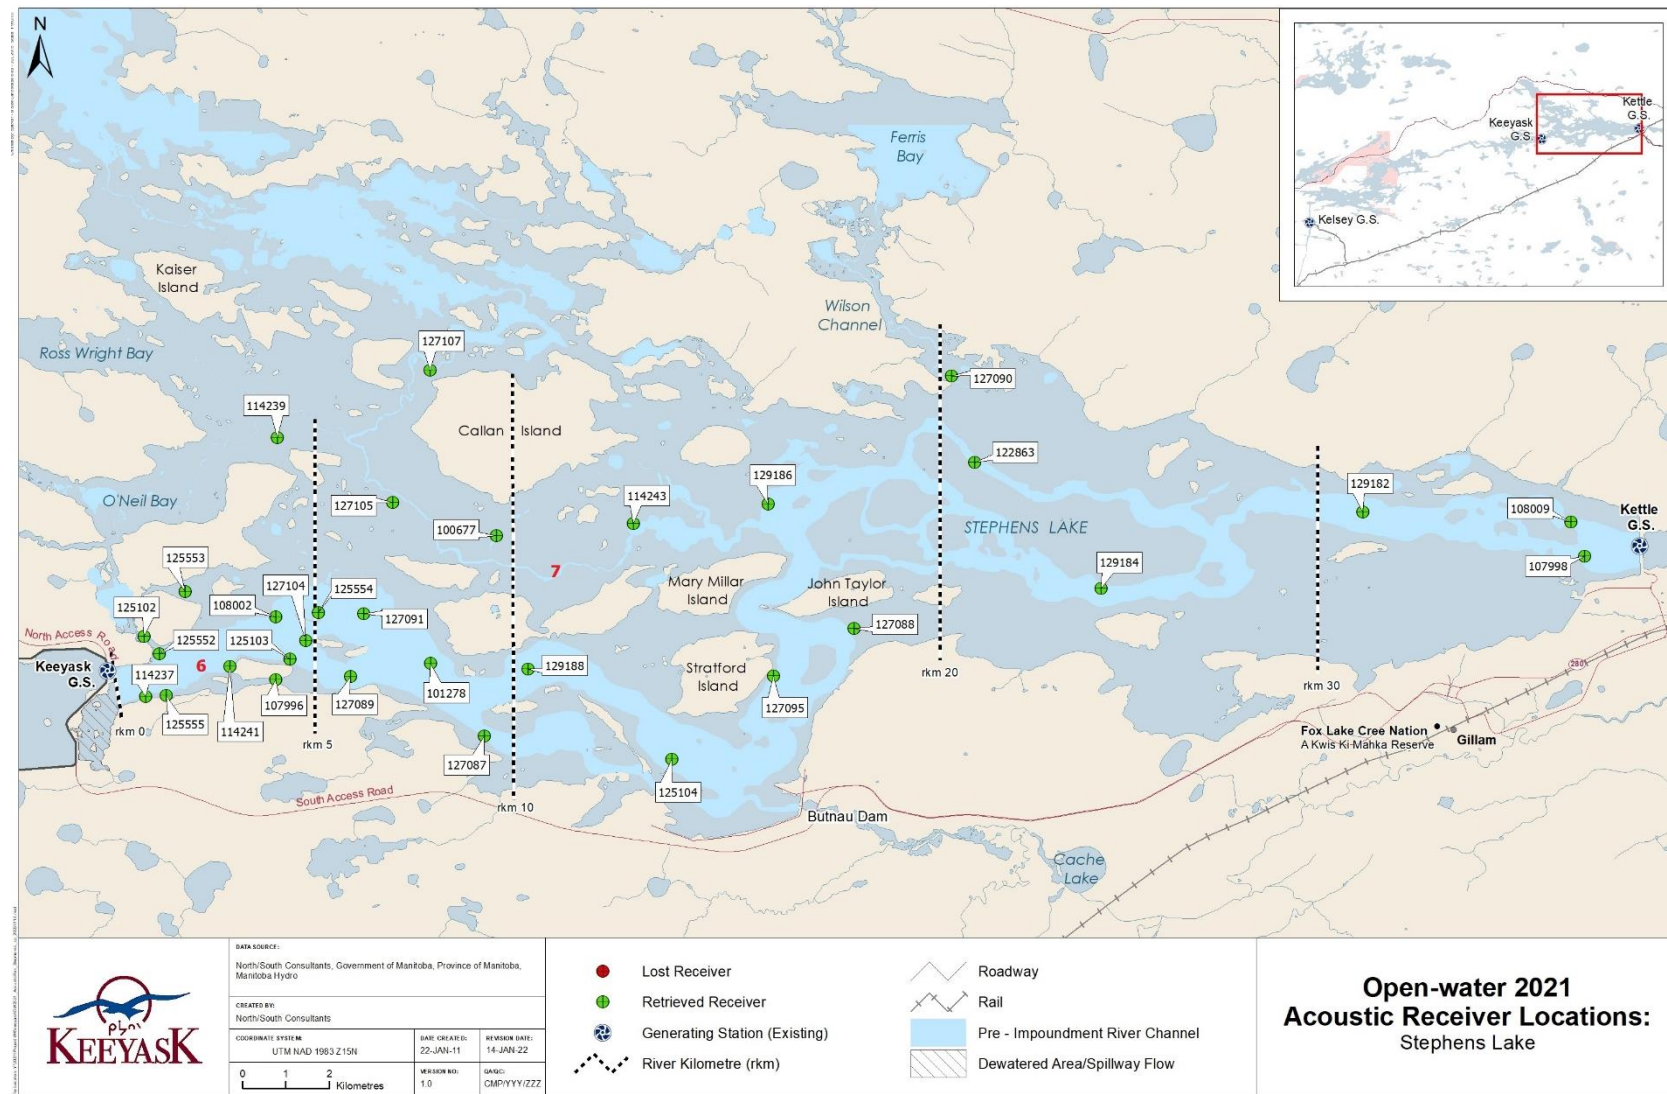 N
Ferris
Bay
Kettle
G.S.
Keeyask
G.S.
Kelsey G.S.
Kaiser
Island
Wilson
Channel
Ross Wright Bay
127107
127090
114239
Callan Island
122863
129186
129182
O'Neil Bay
127105
114243
108009
Kettle
G.S.
100677
STEPHENS LAKE
125553
7
129184
107998
127104
125554
Mary Millar
Island
John Taylor
Island
108002
125102
127091
127088
North Access Road
125552
125103
Keeyask
G.S.
6
129188
Stratford
Island
280
114237
rkm 20
rkm 30
101278
127095
107996
127089
125555
114241
rkm 0
rkm 5
Fox Lake Cree Nation
A Kwis Ki Mahka Reserve
Gillam
127087
125104
South Access Road
rkm 10
Butnau Dam
Cache
Lake
KEEYASK
DATA SOURCE:
North/South Consultants, Government of Manitoba, Province of Manitoba,
Manitoba Hydro
CREATED BY:
North/South Consultants
COORDINATE SYSTEM:
UTM NAD 1983 Z15N
DATE CREATED:
22-JAN-11
REVISION DATE:
14-JAN-22
0 1 2
Kilometres
VERSION NO:
1.0
QA/QC:
CMP/YYY/ZZZ
Lost Receiver
Retrieved Receiver
Generating Station (Existing)
River Kilometre (rkm)
Roadway
Rail
Pre - Impoundment River Channel
Dewatered Area/Spillway Flow
Open-water 2021
Acoustic Receiver Locations:
Stephens Lake